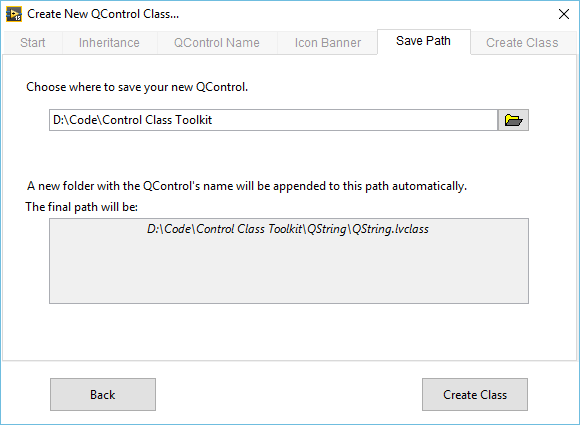 Create New QControl Class...
Start Inheritance QControl Name Icon Banner Save Path Create Class
Choose where to save your new QControl.
D:\Code\Control Class Toolkit
A new folder with the QControl's name will be appended to this path automatically.
The final path will be:
D:\Code\Control Class Toolkit\QString\QString.lvclass
Back Create Class